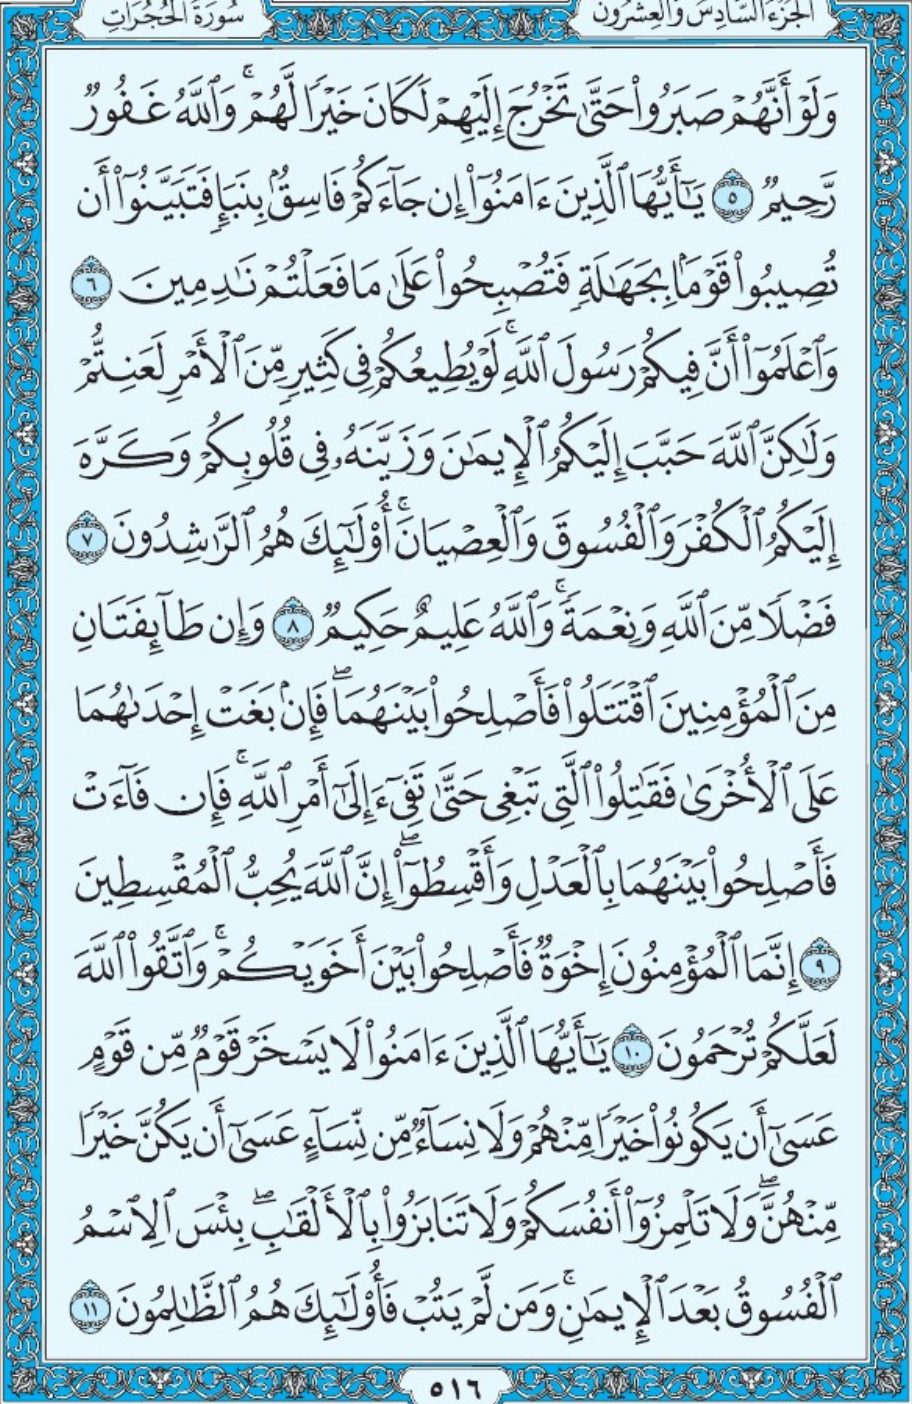 الجزء السادس والعشرون
سورة الحجرات
وَلَوْ أَنَّهُمْ صَبَرُوا۟ حَتَّىٰ تَخْرُجَ إِلَيْهِمْ لَكَانَ خَيْرًا لَّهُمْ ۚ وَٱللَّهُ غَفُورٌ
رَّحِيمٌ ٥ يَـٰٓأَيُّهَا ٱلَّذِينَ ءَامَنُوٓا۟ إِن جَآءَكُمْ فَاسِقٌۢ بِنَبَإٍ فَتَبَيَّنُوٓا۟ أَن
تُصِيبُوا۟ قَوْمًۢا بِجَهَـٰلَةٍ فَتُصْبِحُوا۟ عَلَىٰ مَا فَعَلْتُمْ نَـٰدِمِينَ ٦
وَٱعْلَمُوٓا۟ أَنَّ فِيكُمْ رَسُولَ ٱللَّهِ ۚ لَوْ يُطِيعُكُمْ فِى كَثِيرٍ مِّنَ ٱلْأَمْرِ لَعَنِتُّمْ
وَلَـٰكِنَّ ٱللَّهَ حَبَّبَ إِلَيْكُمُ ٱلْإِيمَـٰنَ وَزَيَّنَهُۥ فِى قُلُوبِكُمْ وَكَرَّهَ
إِلَيْكُمُ ٱلْكُفْرَ وَٱلْفُسُوقَ وَٱلْعِصْيَانَ ۚ أُو۟لَـٰٓئِكَ هُمُ ٱلرَّٰشِدُونَ ٧
فَضْلًا مِّنَ ٱللَّهِ وَنِعْمَةً ۚ وَٱللَّهُ عَلِيمٌ حَكِيمٌ ٨ وَإِن طَآئِفَتَانِ
مِنَ ٱلْمُؤْمِنِينَ ٱقْتَتَلُوا۟ فَأَصْلِحُوا۟ بَيْنَهُمَا ۖ فَإِنۢ بَغَتْ إِحْدَىٰهُمَا
عَلَى ٱلْأُخْرَىٰ فَقَـٰتِلُوا۟ ٱلَّتِى تَبْغِى حَتَّىٰ تَفِىٓءَ إِلَىٰٓ أَمْرِ ٱللَّهِ ۚ فَإِن فَآءَتْ
فَأَصْلِحُوا۟ بَيْنَهُمَا بِٱلْعَدْلِ وَأَقْسِطُوٓا۟ ۖ إِنَّ ٱللَّهَ يُحِبُّ ٱلْمُقْسِطِينَ
٩ إِنَّمَا ٱلْمُؤْمِنُونَ إِخْوَةٌ فَأَصْلِحُوا۟ بَيْنَ أَخَوَيْكُمْ ۚ وَٱتَّقُوا۟ ٱللَّهَ
لَعَلَّكُمْ تُرْحَمُونَ ١٠ يَـٰٓأَيُّهَا ٱلَّذِينَ ءَامَنُوا۟ لَا يَسْخَرْ قَوْمٌ مِّن قَوْمٍ
عَسَىٰٓ أَن يَكُونُوا۟ خَيْرًا مِّنْهُمْ وَلَا نِسَآءٌ مِّن نِّسَآءٍ عَسَىٰٓ أَن يَكُنَّ خَيْرًا
مِّنْهُنَّ ۖ وَلَا تَلْمِزُوٓا۟ أَنفُسَكُمْ وَلَا تَنَابَزُوا۟ بِٱلْأَلْقَـٰبِ ۖ بِئْسَ ٱلِٱسْمُ
ٱلْفُسُوقُ بَعْدَ ٱلْإِيمَـٰنِ ۚ وَمَن لَّمْ يَتُبْ فَأُو۟لَـٰٓئِكَ هُمُ ٱلظَّـٰلِمُونَ ١١
٥١٦